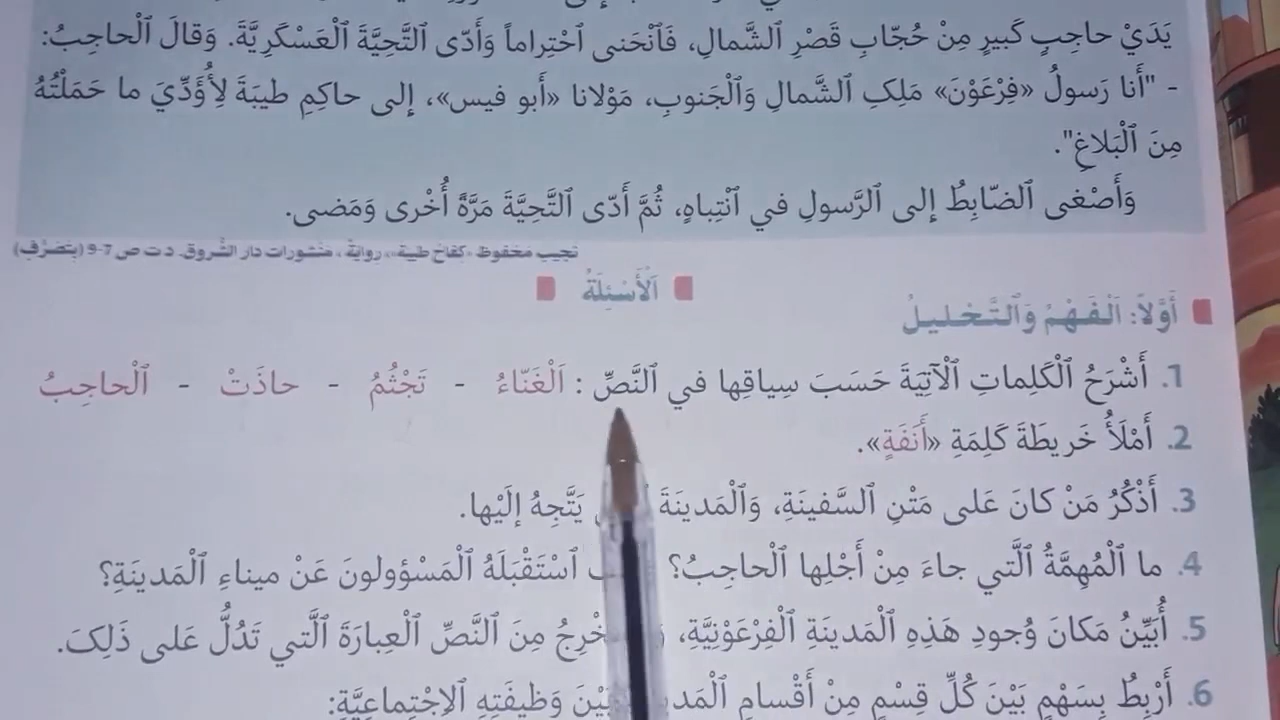 يَدَيْ حاجِبٍ كَبيرٍ مِنْ حُجّابِ قَصْرِ ٱلشَّمالِ، فَٱنْحَنى ٱحْتِراماً وَأَدّى ٱلتَّحِيَّةَ ٱلْعَسْكَرِيَّةَ. وَقالَ ٱلْحاجِبُ:
- "أَنا رَسولُ «فِرْعَوْنَ» مَلِكِ ٱلشَّمالِ وَٱلْجَنوبِ، مَوْلانا «أَبو فيس»، إِلى حاكِمِ طيبَةَ لِأُؤَدِّيَ ما حَمَلْتُهُ
مِنَ ٱلْبَلاغِ".
وَأَصْغى ٱلضّابِطُ إِلى ٱلرَّسولِ في ٱنْتِباهٍ، ثُمَّ أَدّى ٱلتَّحِيَّةَ مَرَّةً أُخْرى وَمَضى.
نجيب محفوظ «كفاح طيبة»، رواية، منشورات دار الشروق. د ت ص 7-9 (بتصرف)
اَلْأَسْئِلَةُ
أَوَّلاً: اَلْفَهْمُ وَٱلتَّحْليلُ
1. أَشْرَحُ ٱلْكَلِماتِ ٱلْآتِيَةَ حَسَبَ سِياقِها في ٱلنَّصِّ : اَلْغَنّاءُ - تَجْثُمُ - حاذَتْ - ٱلْحاجِبُ
2. أَمْلَأُ خَريطَةَ كَلِمَةِ «أَنَفَةٍ».
3. أَذْكُرُ مَنْ كانَ عَلى مَتْنِ ٱلسَّفينَةِ، وَٱلْمَدينَةَ يَتَّجِهُ إِلَيْها.
4. ما ٱلْمُهِمَّةُ ٱلَّتي جاءَ مِنْ أَجْلِها ٱلْحاجِبُ؟ ٱسْتَقْبَلَهُ ٱلْمَسْؤولونَ عَنْ ميناءِ ٱلْمَدينَةِ؟
5. أُبَيِّنُ مَكانَ وُجودِ هَذِهِ ٱلْمَدينَةِ ٱلْفِرْعَوْنِيَّةِ، مِنَ ٱلنَّصِّ ٱلْعِبارَةَ ٱلَّتي تَدُلُّ عَلى ذَلِكَ.
6. أَرْبِطُ بِسَهْمٍ بَيْنَ كُلِّ قِسْمٍ مِنْ أَقْسامِ وَظيفَتِهِ ٱلِاجْتِماعِيَّةِ: